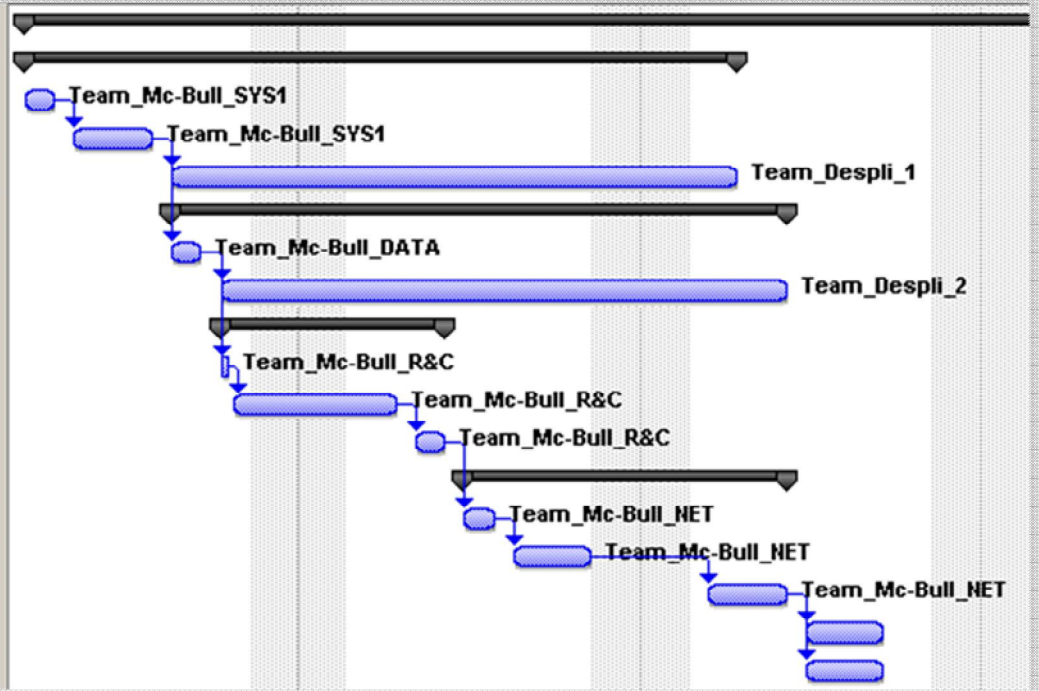 Team_Mc-Bull_SYS1
Team_Mc-Bull_SYS1
Team_Despli_1
Team_Mc-Bull_DATA
Team_Despli_2
Team_Mc-Bull_R&C
Team_Mc-Bull_R&C
Team_Mc-Bull_R&C
Team_Mc-Bull_NET
Team_Mc-Bull_NET
Team_Mc-Bull_NET